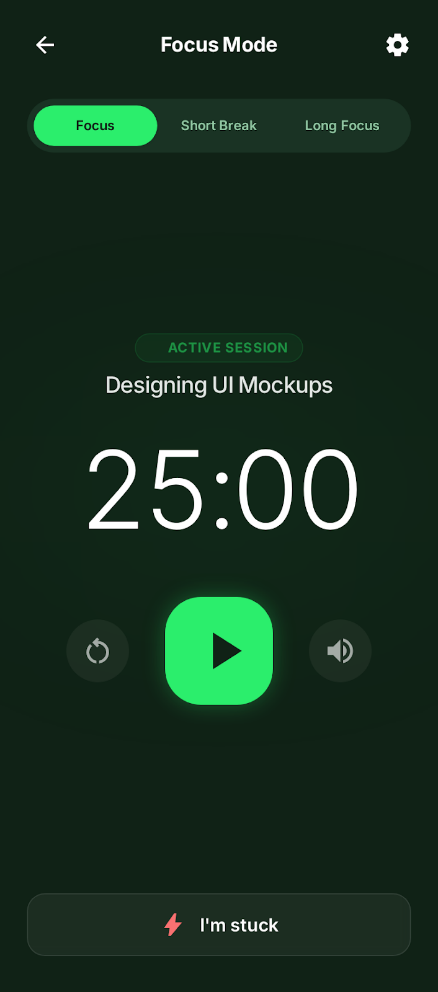 Focus Mode
Focus Short Break Long Focus
ACTIVE SESSION
Designing UI Mockups
25:00
I'm stuck